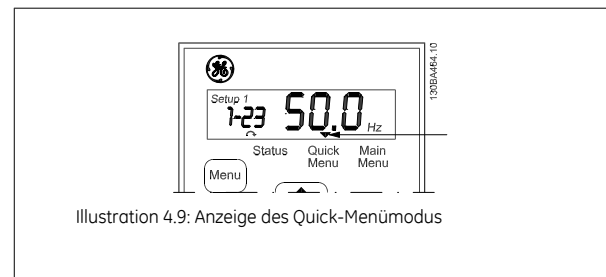 130BA464.10
Setup 1
1-23 50.0 Hz
Status Quick Menu Main Menu
Menu
Illustration 4.9: Anzeige des Quick-Menümodus